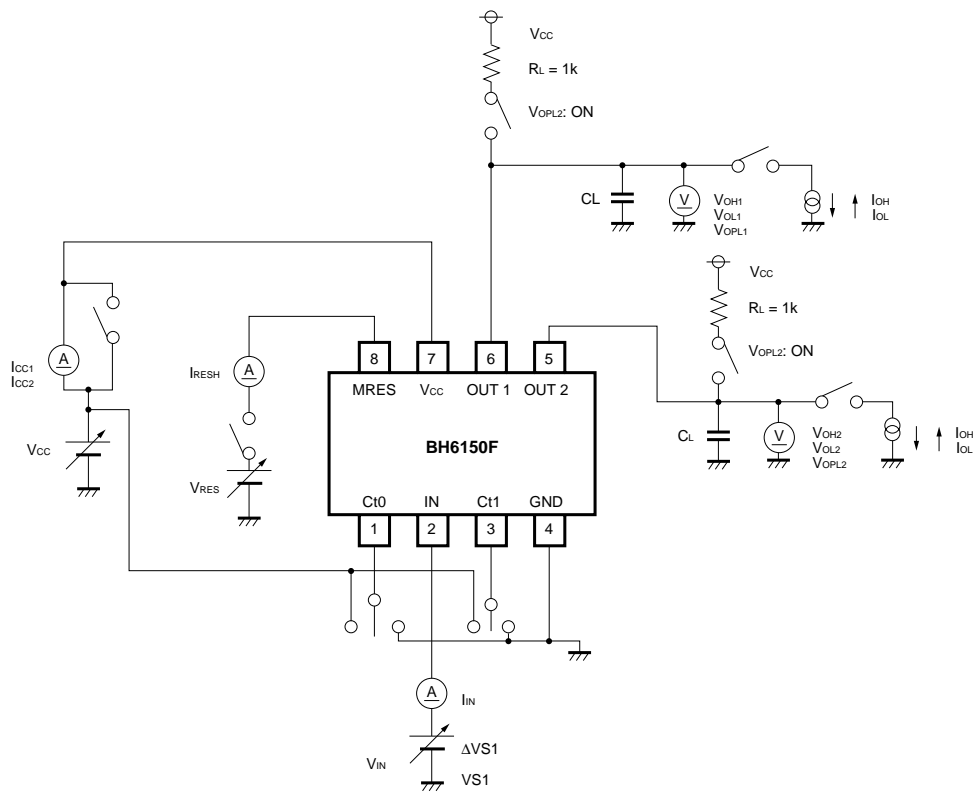 VCC
RL = 1k
VOPL2: ON
CL
V
VOH1
VOL1
VOPL1
IOH
IOL
VCC
RL = 1k
VOPL2: ON
CL
V
VOH2
VOL2
VOPL2
IOH
IOL
A
ICC1
ICC2
VCC
IRESH
A
VRES
8
7
6
5
MRES
VCC
OUT 1
OUT 2
BH6150F
Ct0
IN
Ct1
GND
1
2
3
4
A
IIN
VIN
ΔVS1
VS1